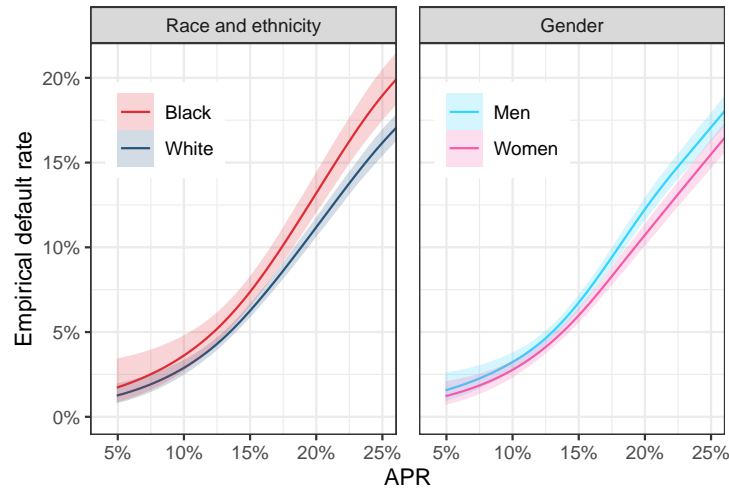 Race and ethnicity
Gender
Empirical default rate
20%
15%
10%
5%
0%
Black
White
Men
Women
5%
10%
15%
20%
25%
5%
10%
15%
20%
25%
APR